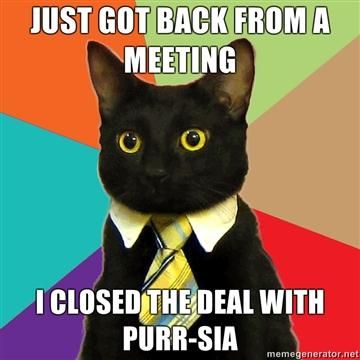 JUST GOT BACK FROM A
MEETING
I CLOSED THE DEAL WITH
PURR-SIA
memegenerator.net